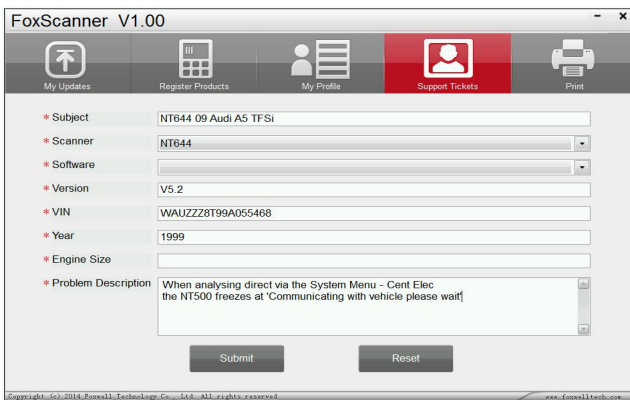 FoxScanner V1.00
My Updates
Register Products
My Profile
Support Tickets
Print
* Subject NT644 09 Audi A5 TFSi
* Scanner NT644
* Software
* Version V5.2
* VIN WAUZZZ8T99A055468
* Year 1999
* Engine Size
* Problem Description When analysing direct via the System Menu - Cent Elec
the NT500 freezes at 'Communicating with vehicle please wait'
Submit Reset
Copyright (c) 2014 Foxwell Technology Co., Ltd. All rights reserved www.foxwelltech.com